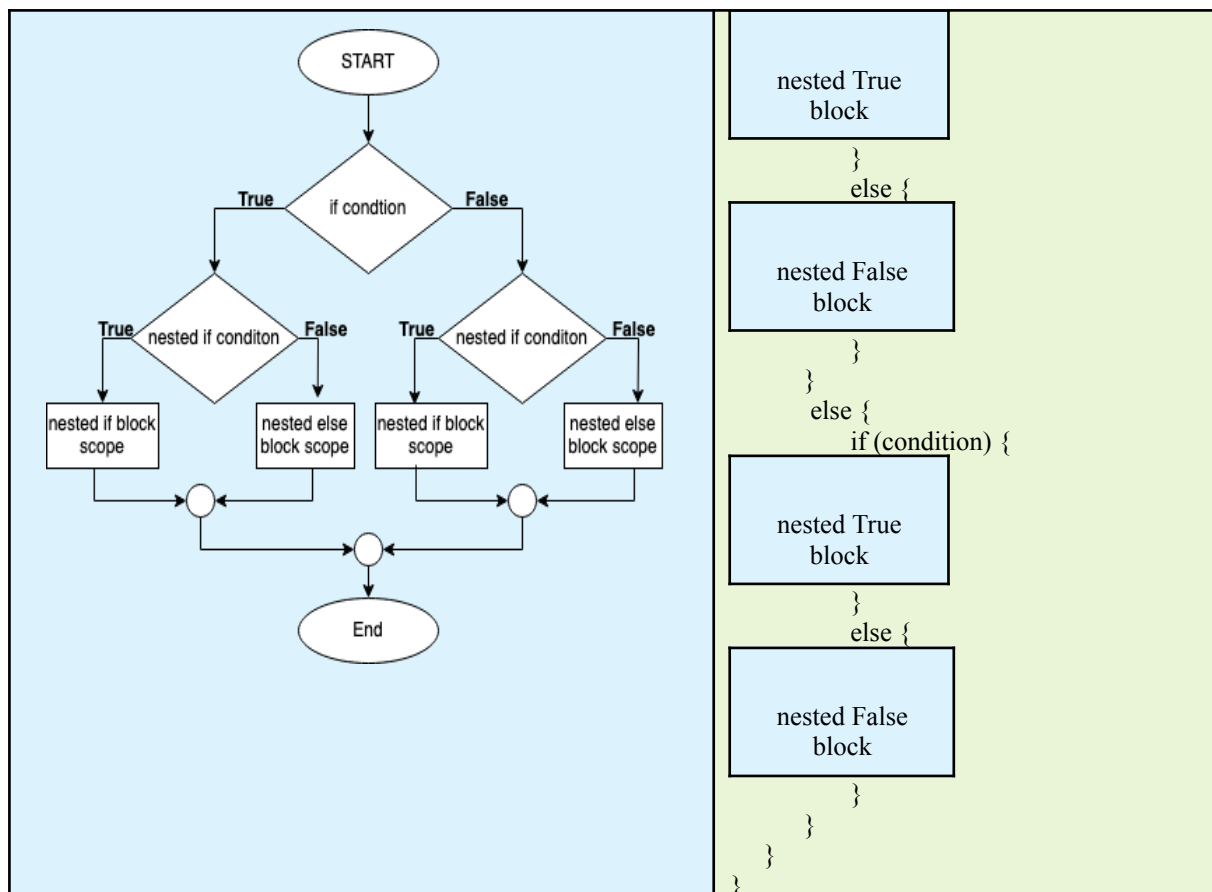 START
if condtion
True
False
nested if conditon
True
False
nested if conditon
True
False
nested if block
scope
nested else
block scope
nested if block
scope
nested else
block scope
End
nested True
block
}
else {
nested False
block
}
}
else {
if (condition) {
nested True
block
}
else {
nested False
block
}
}
}
}